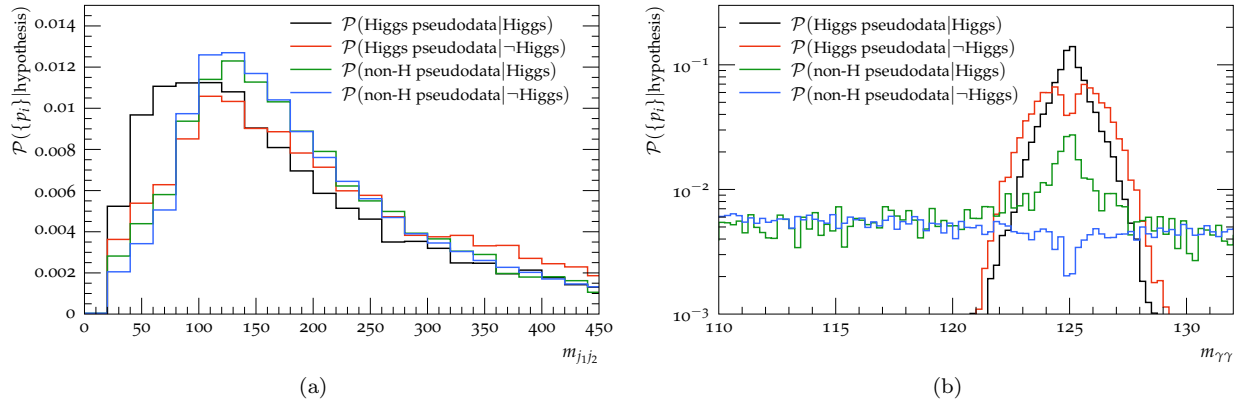 𝒫({pᵢ}|hypothesis)
0.014
0.012
0.01
0.008
0.006
0.004
0.002
0
𝒫(Higgs pseudodata|Higgs)
𝒫(Higgs pseudodata|¬Higgs)
𝒫(non-H pseudodata|Higgs)
𝒫(non-H pseudodata|¬Higgs)
0 50 100 150 200 250 300 350 400 450
m_{j₁j₂}
(a)
𝒫({pᵢ}|hypothesis)
10⁻¹
10⁻²
10⁻³
𝒫(Higgs pseudodata|Higgs)
𝒫(Higgs pseudodata|¬Higgs)
𝒫(non-H pseudodata|Higgs)
𝒫(non-H pseudodata|¬Higgs)
110 115 120 125 130
m_{γγ}
(b)